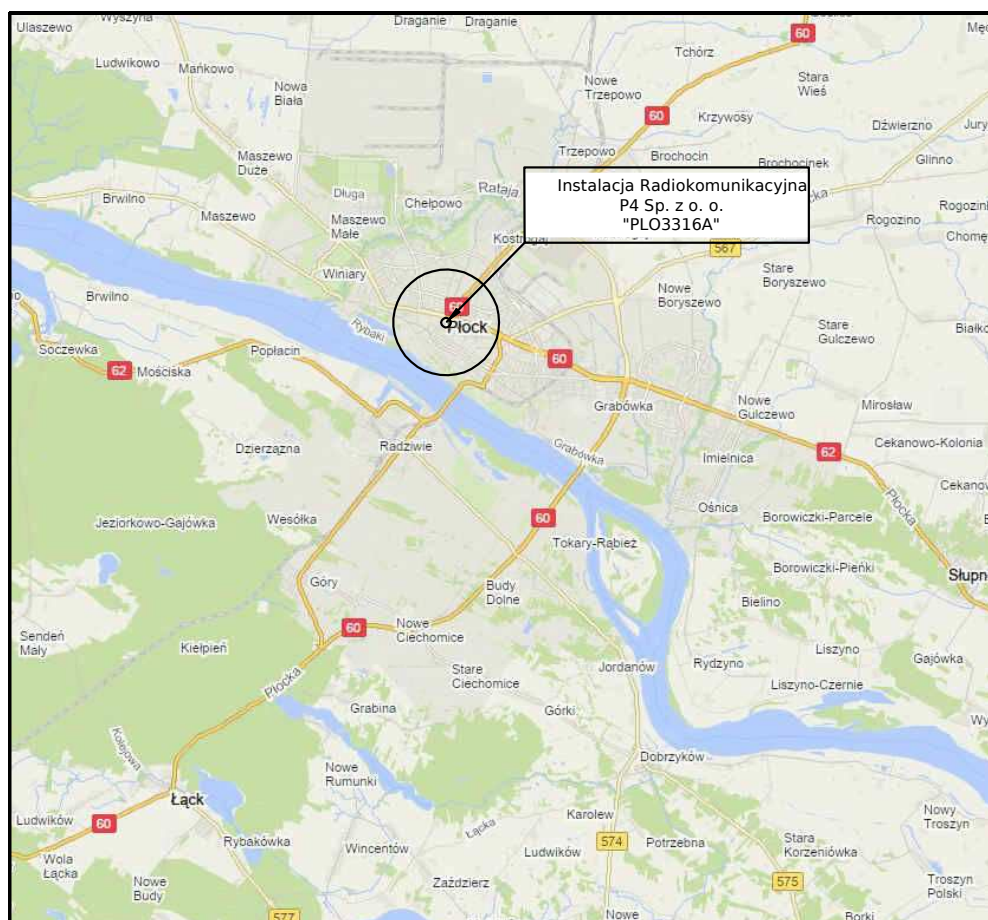 Ulaszewo
Wyszyna
Draganie
Draganie
60
Ludwikowo
Mańkowo
Nowa
Biała
Tchórz
Nowe
Trzepowo
Stara
Wieś
60
Krzywosy
Dźwierzno
Maszewo
Duże
Trzepowo
Brochocin
Brochocinek
Glinno
Instalacja Radiokomunikacyjna
P4 Sp. z o. o.
"PLO3316A"
Brwilno
Długa
Rataja
Chełpowo
Maszewo
Maszewo
Małe
Rogozino
567
Winiary
Stare
Boryszewo
Nowe
Boryszewo
Brwilno
Rybaki
60
Płock
Stare
Gulczewo
Soczewka
Popłacin
62
Mościska
60
Grabówka
Nowe
Gulczewo
Mirosław
Dzierzązna
Radziwie
Grabówka
Imielnica
62
Cekanowo-Kolonia
Płocka
Jeziorkowo-Gajówka
Wesółka
60
Ośnica
Borowiczki-Parcele
Tokary-Rąbież
Borowiczki-Pieńki
Góry
Budy
Dolne
Bielino
Sendeń
Mały
Kiełpień
60
Nowe
Ciechomice
Liszyno
Stare
Ciechomice
Jordanów
Rydzyno
Gajówka
Płocka
Liszyno-Czernie
Grabina
Górki
Kolejowa
Nowe
Rumunki
Dobrzyków
Łąck
Ludwików
60
Rybakówka
Łącka
Karolew
Nowy
Troszyn
Wincentów
574
Potrzebna
Stara
Korzeniówka
Wola
Łącka
Ludwików
Nowe
Budy
Zaździerz
575
Troszyn
Polski
577
Nowe
Borki